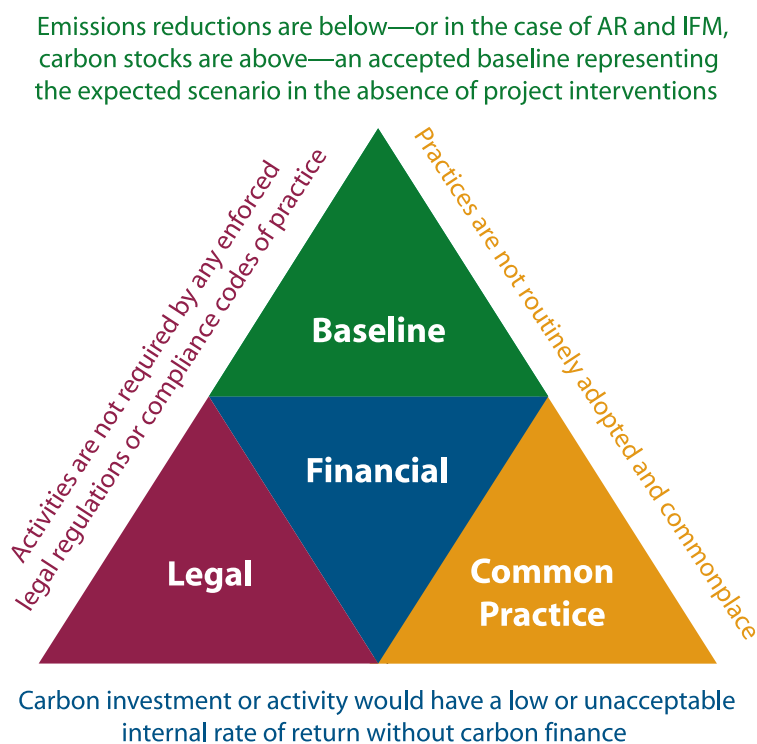 Emissions reductions are below—or in the case of AR and IFM,
carbon stocks are above—an accepted baseline representing
the expected scenario in the absence of project interventions
Activities are not required by any enforced
legal regulations or compliance codes of practice
Practices are not routinely adopted and commonplace
Baseline
Financial
Legal
Common
Practice
Carbon investment or activity would have a low or unacceptable
internal rate of return without carbon finance